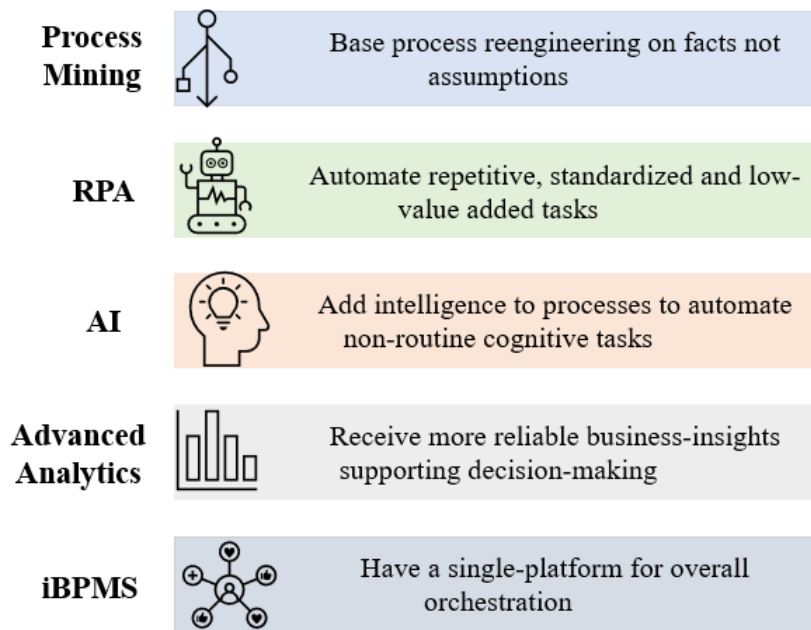 Process
Mining
Base process reengineering on facts not
assumptions
RPA
Automate repetitive, standardized and low-
value added tasks
AI
Add intelligence to processes to automate
non-routine cognitive tasks
Advanced
Analytics
Receive more reliable business-insights
supporting decision-making
iBPMS
Have a single-platform for overall
orchestration